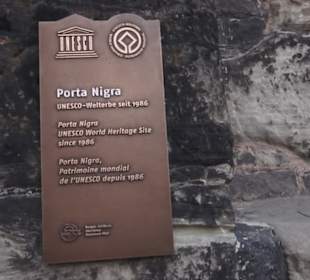 UNESCO
Porta Nigra
UNESCO-Welterbe seit 1986
Porta Nigra
UNESCO World Heritage Site
since 1986
Porta Nigra,
Patrimoine mondial
de l'UNESCO depuis 1986